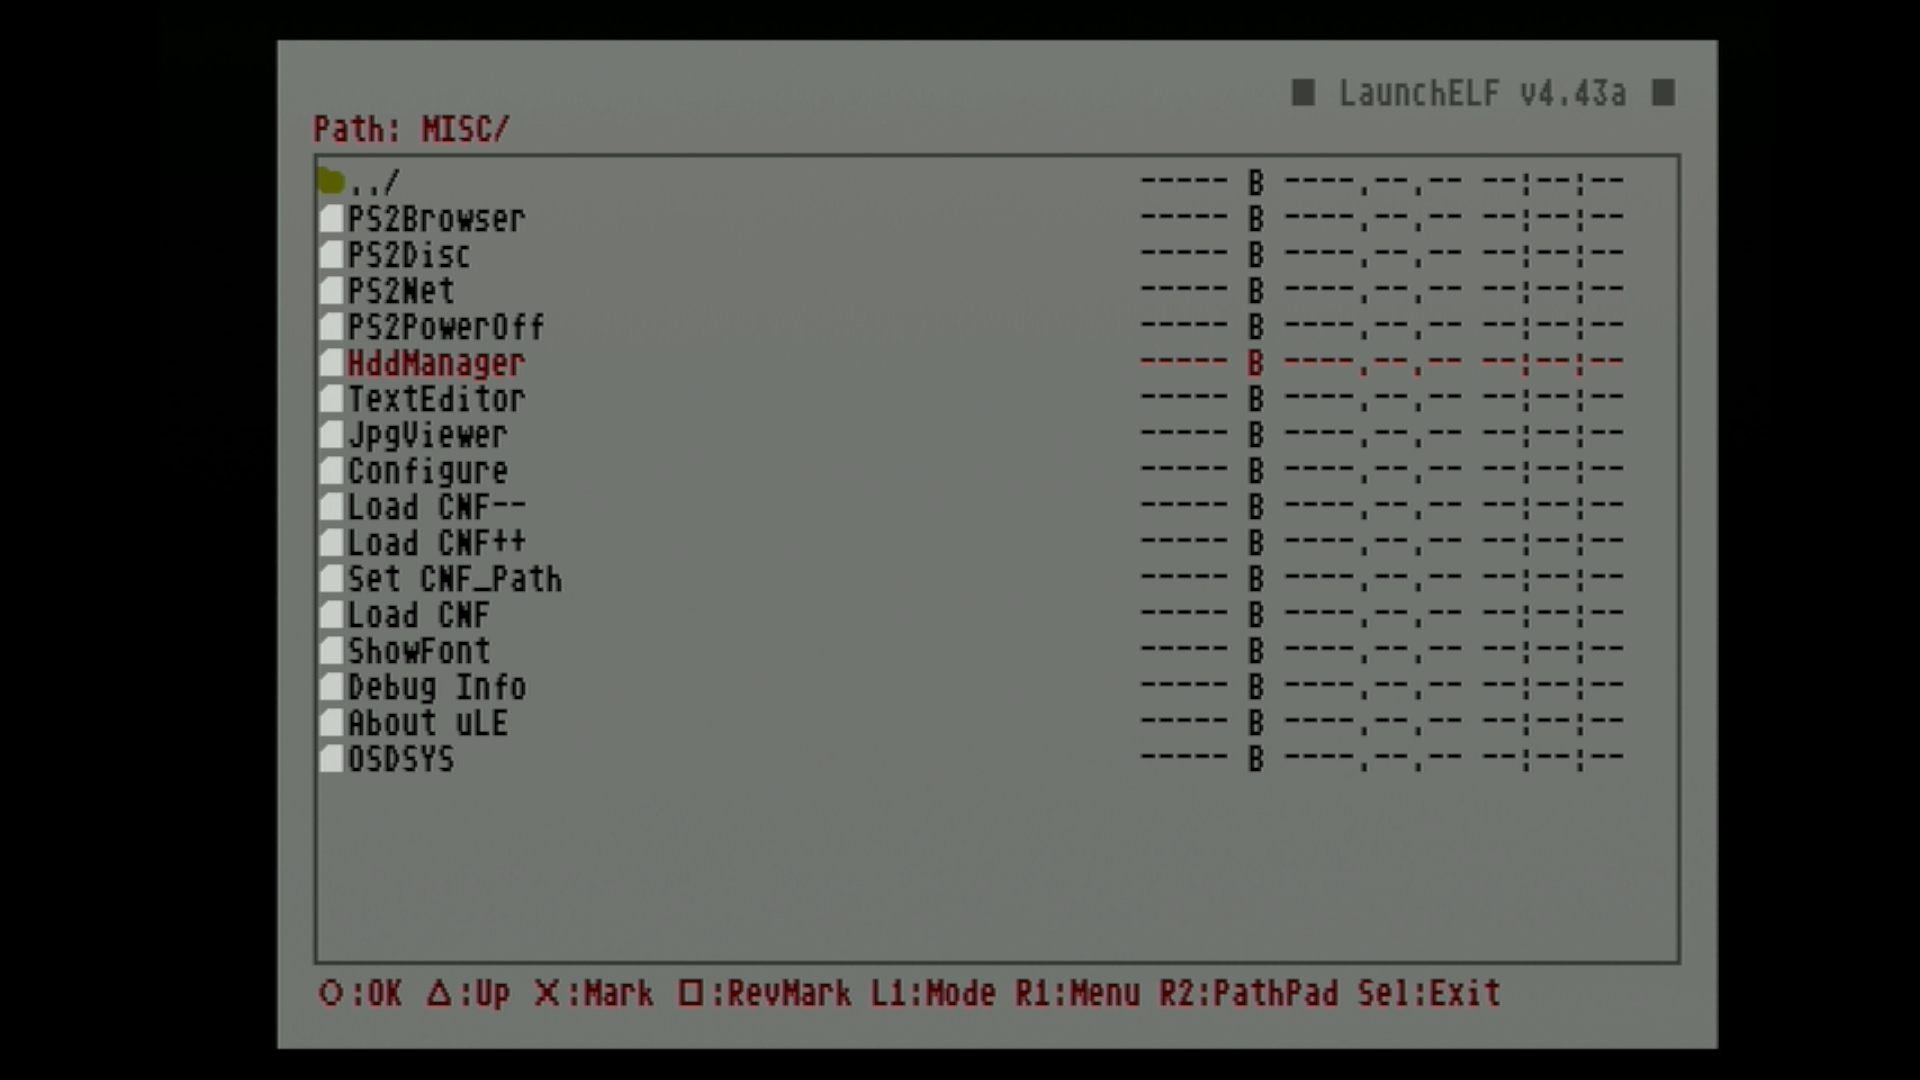 ■ LaunchELF v4.43a ■
Path: MISC/
../ ----- B ----.--.-- --:--:--
PS2Browser ----- B ----.--.-- --:--:--
PS2Disc ----- B ----.--.-- --:--:--
PS2Net ----- B ----.--.-- --:--:--
PS2PowerOff ----- B ----.--.-- --:--:--
HddManager ----- B ----.--.-- --:--:--
TextEditor ----- B ----.--.-- --:--:--
JpgViewer ----- B ----.--.-- --:--:--
Configure ----- B ----.--.-- --:--:--
Load CNF-- ----- B ----.--.-- --:--:--
Load CNF++ ----- B ----.--.-- --:--:--
Set CNF_Path ----- B ----.--.-- --:--:--
Load CNF ----- B ----.--.-- --:--:--
ShowFont ----- B ----.--.-- --:--:--
Debug Info ----- B ----.--.-- --:--:--
About uLE ----- B ----.--.-- --:--:--
OSDSYS ----- B ----.--.-- --:--:--
○:OK △:Up ✕:Mark □:RevMark L1:Mode R1:Menu R2:PathPad Sel:Exit